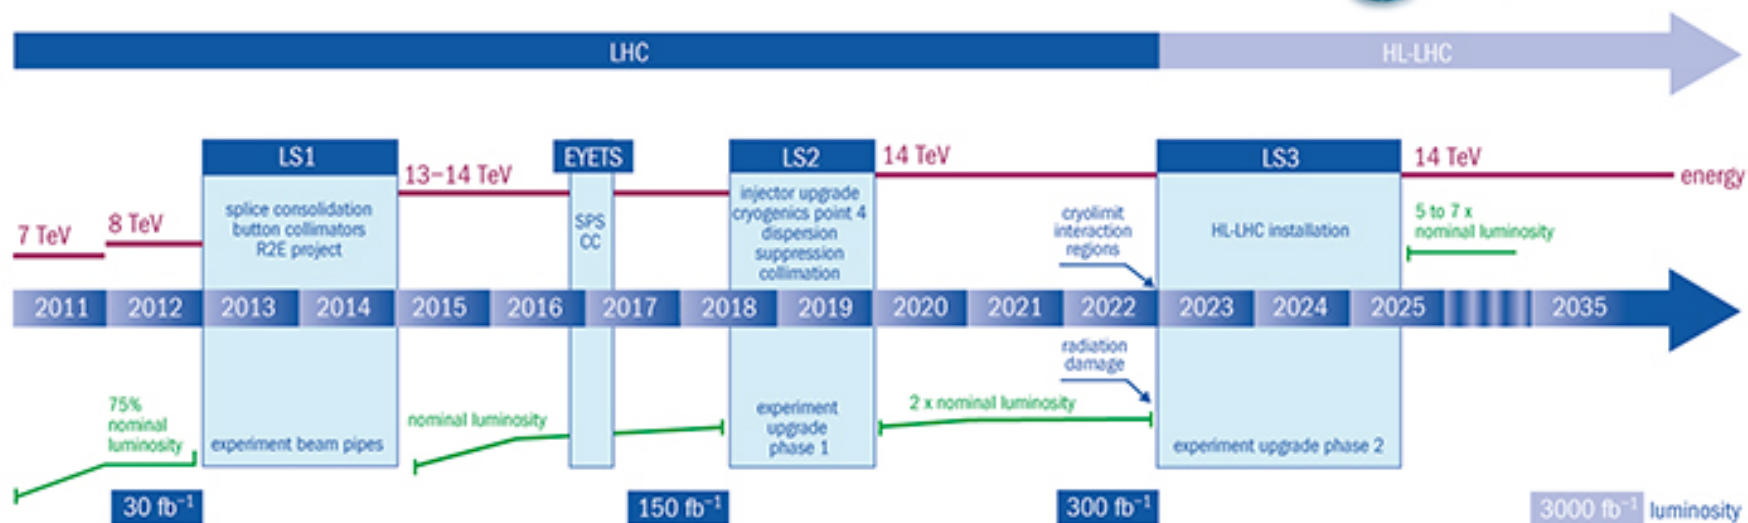 LHC
HL-LHC
LS1
EYETS
LS2
14 TeV
LS3
14 TeV
energy
13–14 TeV
7 TeV
8 TeV
splice consolidation
button collimators
R2E project
SPS
CC
injector upgrade
cryogenics point 4
dispersion
suppression
collimation
cryolimit
interaction
regions
HL-LHC installation
5 to 7 x
nominal luminosity
2011 2012 2013 2014 2015 2016 2017 2018 2019 2020 2021 2022 2023 2024 2025 2035
radiation
damage
75%
nominal
luminosity
experiment beam pipes
nominal luminosity
experiment
upgrade
phase 1
2 x nominal luminosity
experiment upgrade phase 2
30 fb⁻¹
150 fb⁻¹
300 fb⁻¹
3000 fb⁻¹
luminosity